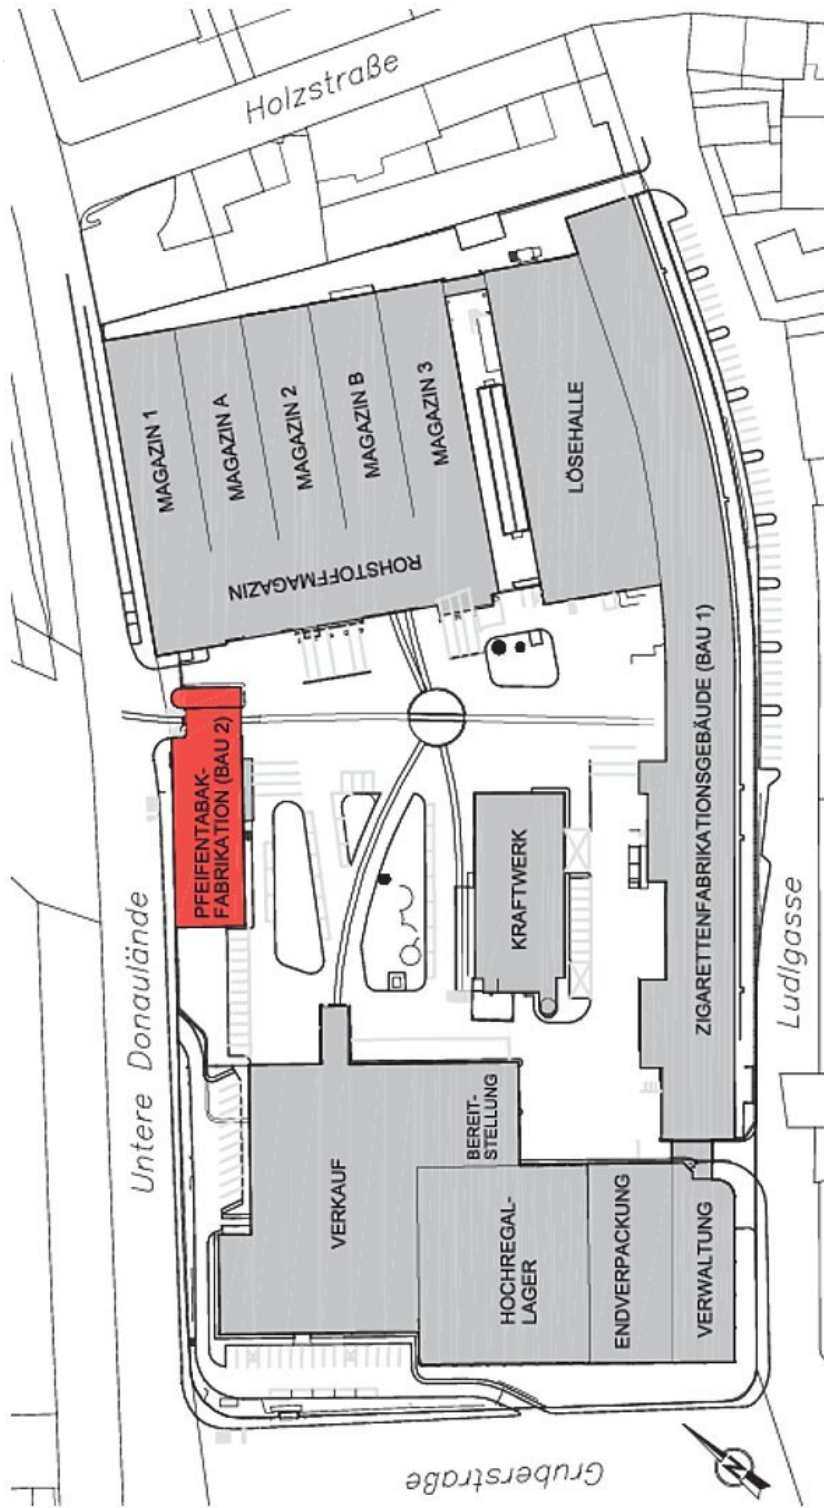 Holzstraße
MAGAZIN 1
MAGAZIN A
MAGAZIN 2
MAGAZIN B
MAGAZIN 3
ROHSTOFFMAGAZIN
LÖSEHALLE
PFEIFENTABAK-
FABRIKATION (BAU 2)
KRAFTWERK
ZIGARETTENFABRIKATIONSGEBÄUDE (BAU 1)
Untere Donaulände
Ludlgasse
VERKAUF
BEREIT-
STELLUNG
HOCHREGAL-
LAGER
ENDVERPACKUNG
VERWALTUNG
Gruberstraße
N